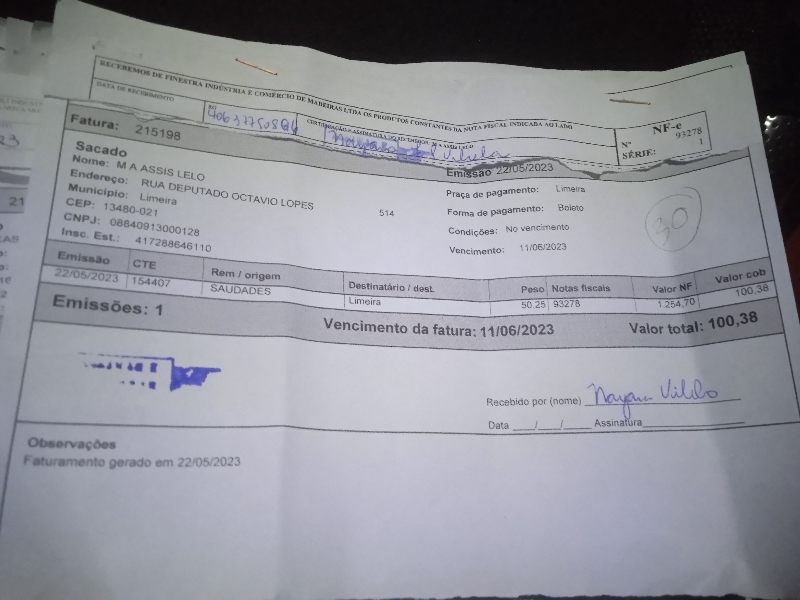 RECEBEMOS DE FINESTRA INDÚSTRIA E COMÉRCIO DE MADEIRAS LTDA OS PRODUTOS CONSTANTES DA NOTA FISCAL INDICADA AO LADO
DATA DE RECEBIMENTO
NF-e
Nº 93278
SÉRIE: 1
Fatura: 215198
Emissão 22/05/2023
Sacado
Nome: M A ASSIS LELO
Endereço: RUA DEPUTADO OCTAVIO LOPES 514
Município: Limeira
CEP: 13480-021
CNPJ: 08840913000128
Insc. Est.: 417288646110
Praça de pagamento: Limeira
Forma de pagamento: Boleto
Condições: No vencimento
Vencimento: 11/06/2023
30
Emissão CTE Rem / origem Destinatário / dest. Peso Notas fiscais Valor NF Valor cob
22/05/2023 154407 SAUDADES Limeira 50,25 93278 1.254,70 100,38
Emissões: 1 Vencimento da fatura: 11/06/2023 Valor total: 100,38
Recebido por (nome)
Data / / Assinatura
Observações
Faturamento gerado em 22/05/2023